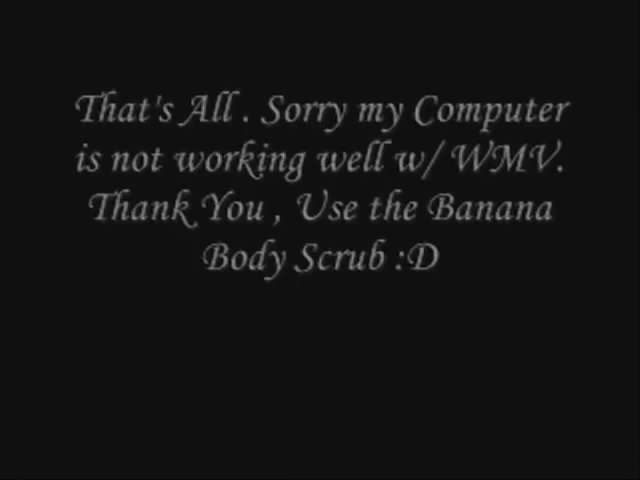 That's All . Sorry my Computer
is not working well w/ WMV.
Thank You , Use the Banana
Body Scrub :D